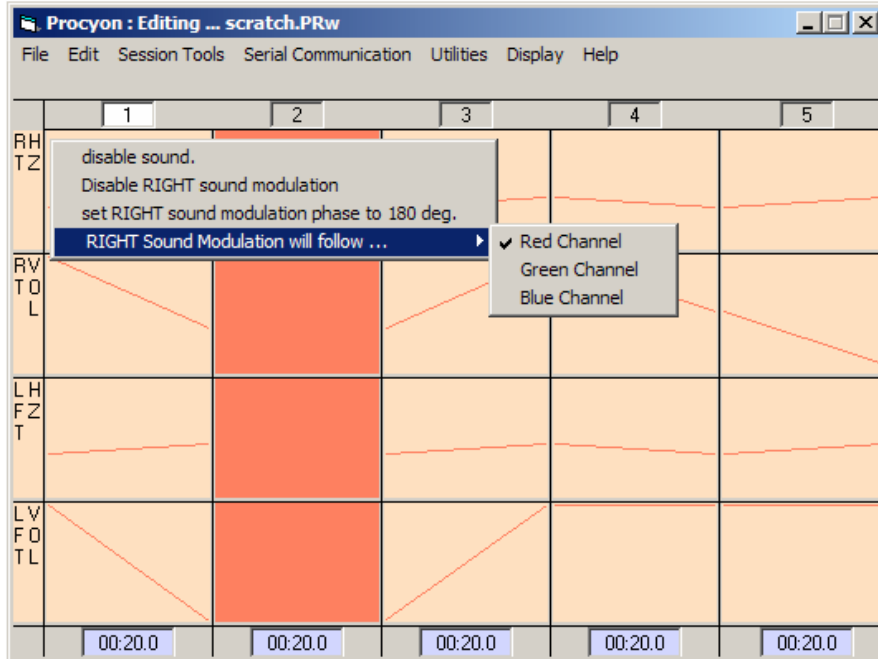 Procyon : Editing ... scratch.PRw
File Edit Session Tools Serial Communication Utilities Display Help
1 2 3 4 5
RH
TZ
disable sound.
Disable RIGHT sound modulation
set RIGHT sound modulation phase to 180 deg.
RIGHT Sound Modulation will follow ...
Red Channel
Green Channel
Blue Channel
RV
TO
L
LH
FZ
T
LV
FO
TL
00:20.0 00:20.0 00:20.0 00:20.0 00:20.0